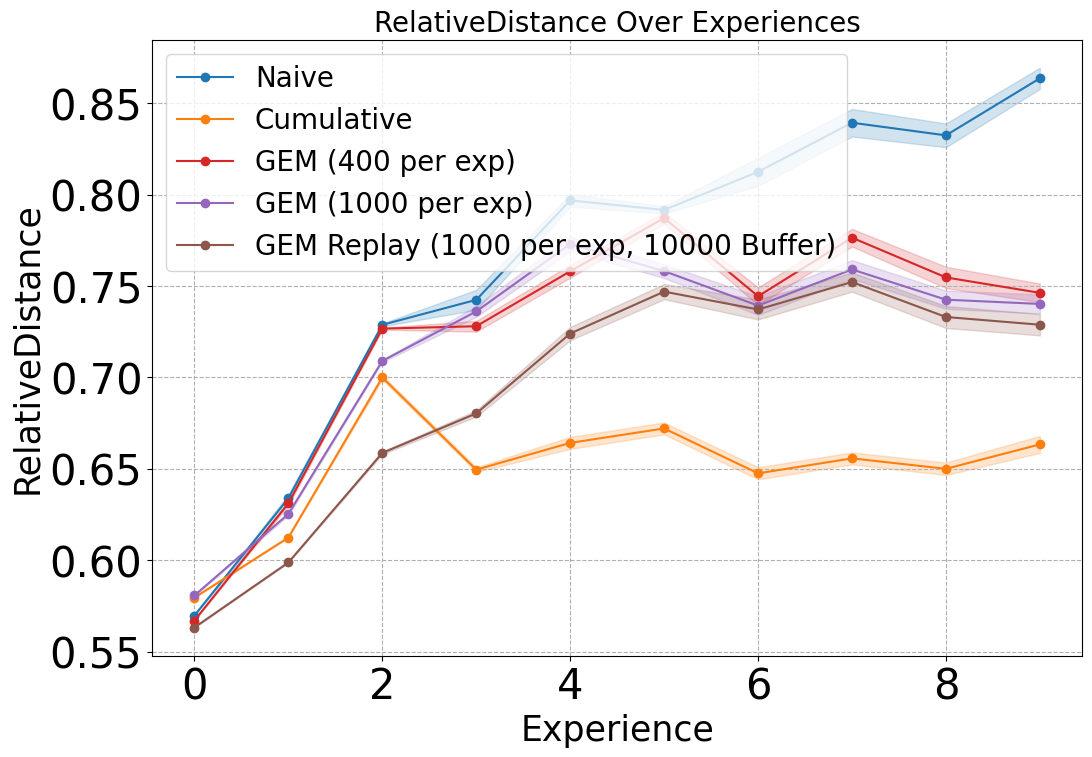 RelativeDistance Over Experiences
Naive
Cumulative
GEM (400 per exp)
GEM (1000 per exp)
GEM Replay (1000 per exp, 10000 Buffer)
RelativeDistance
0.85
0.80
0.75
0.70
0.65
0.60
0.55
0 2 4 6 8
Experience